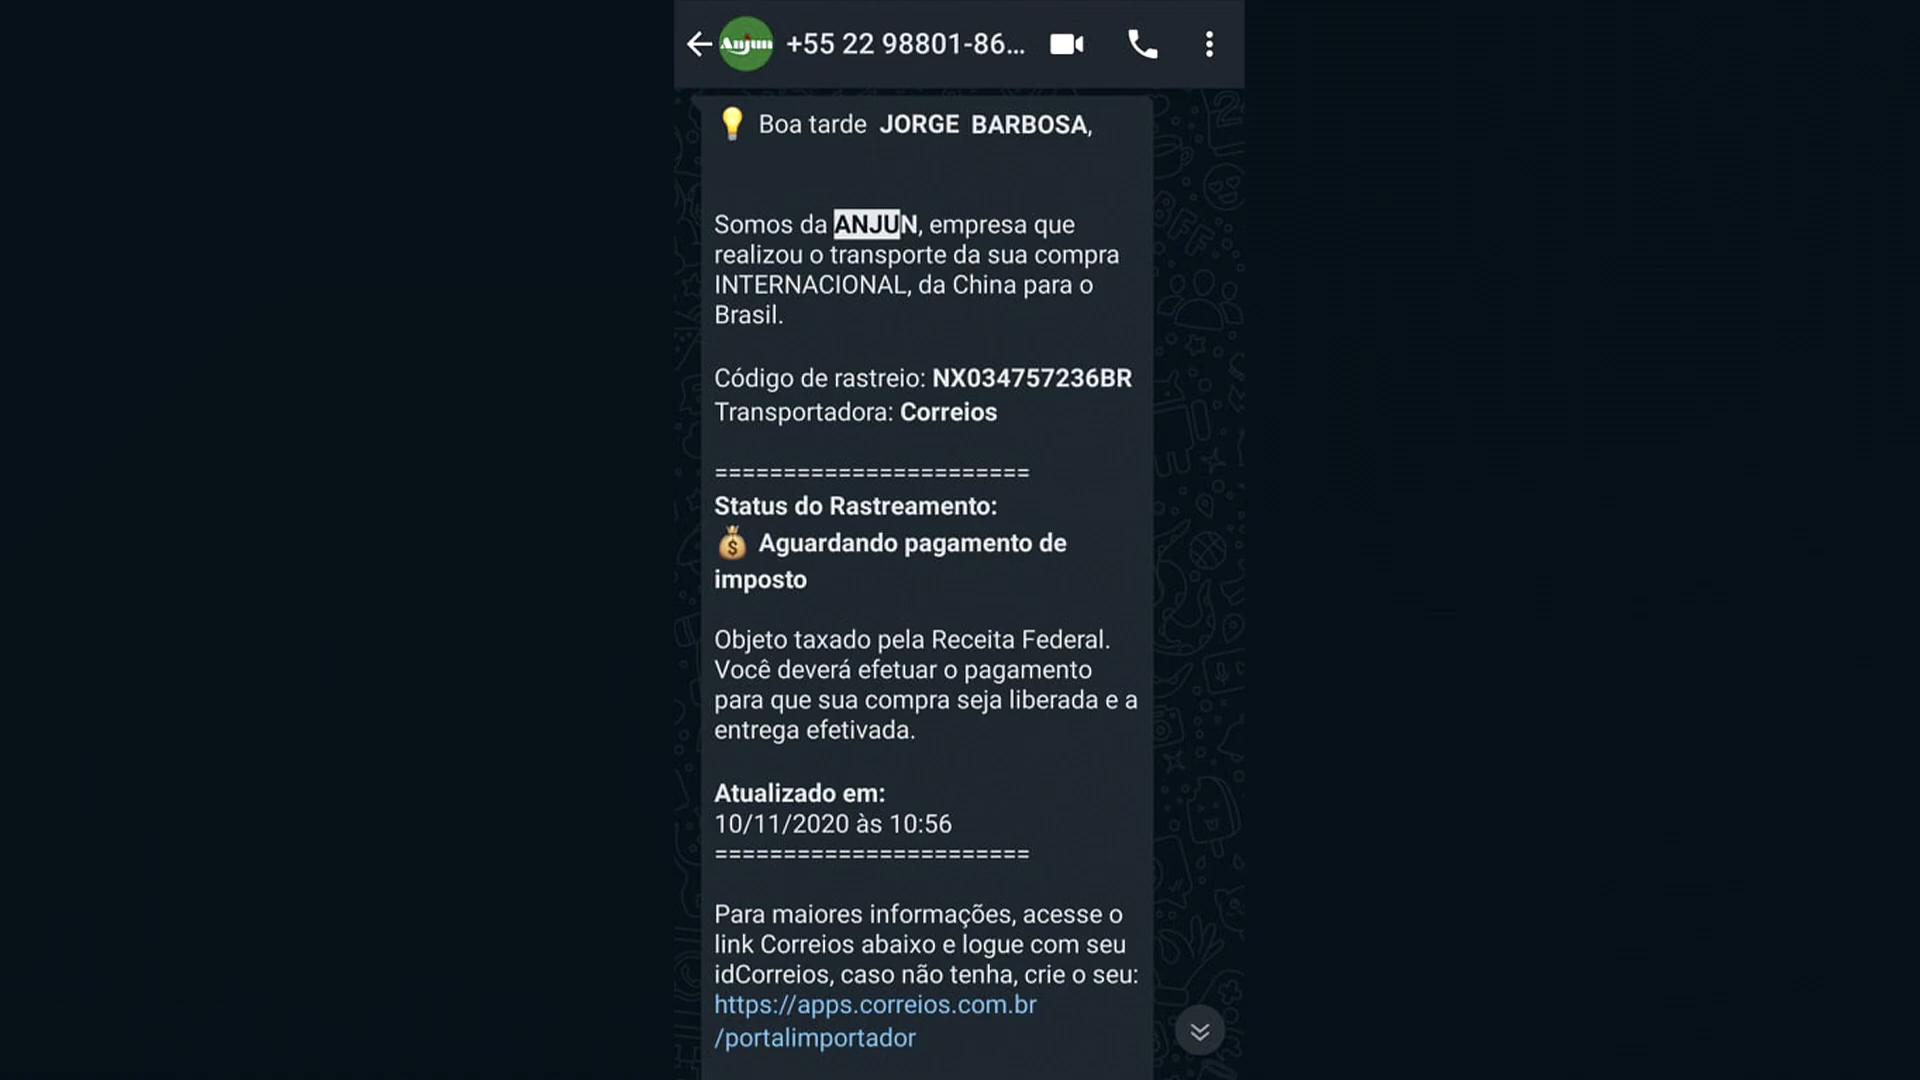 Anjun
+55 22 98801-86...
Boa tarde JORGE BARBOSA,
Somos da ANJUN, empresa que
realizou o transporte da sua compra
INTERNACIONAL, da China para o
Brasil.
Código de rastreio: NX034757236BR
Transportadora: Correios
=======================
Status do Rastreamento:
Aguardando pagamento de
imposto
Objeto taxado pela Receita Federal.
Você deverá efetuar o pagamento
para que sua compra seja liberada e a
entrega efetivada.
Atualizado em:
10/11/2020 às 10:56
=======================
Para maiores informações, acesse o
link Correios abaixo e logue com seu
idCorreios, caso não tenha, crie o seu:
https://apps.correios.com.br
/portalimportador